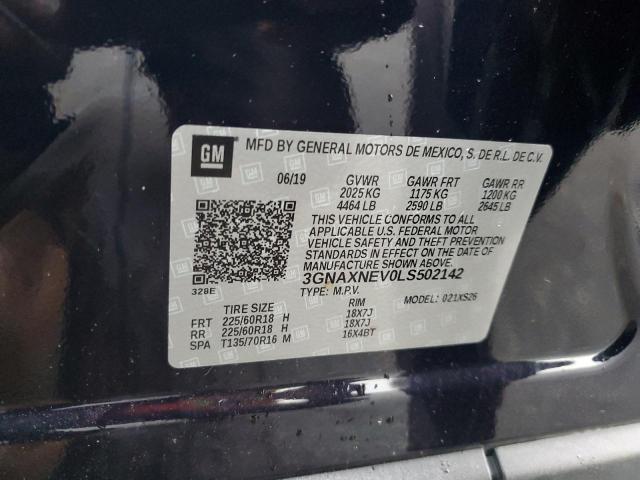 GM MFD BY GENERAL MOTORS DE MEXICO, S. DE R.L. DE C.V.
06/19 GVWR GAWR FRT GAWR RR
2025 KG 1175 KG 1200 KG
4464 LB 2590 LB 2645 LB
THIS VEHICLE CONFORMS TO ALL
APPLICABLE U.S. FEDERAL MOTOR
VEHICLE SAFETY AND THEFT
PREVENTION STANDARDS
IN EFFECT ON THE DATE OF
MANUFACTURE SHOWN ABOVE.
328E
3GNAXNEV0LS502142
TYPE: M.P.V. MODEL: 021XS26
TIRE SIZE RIM
FRT 225/60R18 H 18X7J
RR 225/60R18 H 18X7J
SPA T135/70R16 M 16X4BT